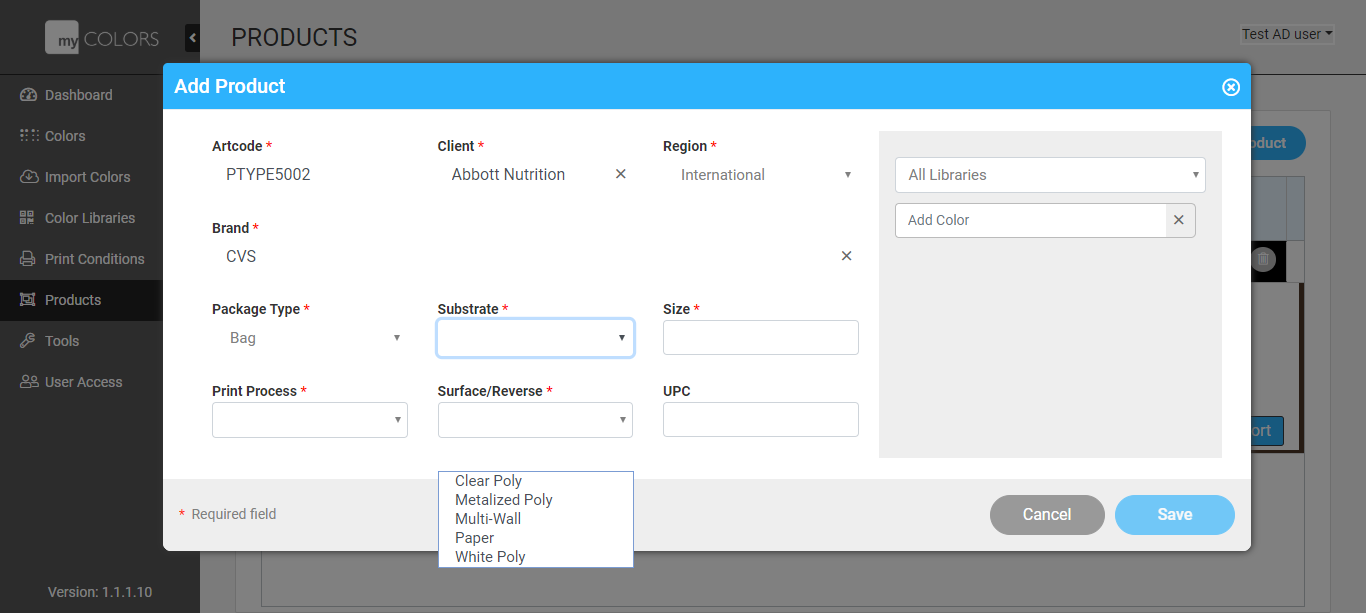 my COLORS
PRODUCTS
Test AD user
Add Product
Dashboard
Colors
Import Colors
Color Libraries
Print Conditions
Products
Tools
User Access
Version: 1.1.1.10
Artcode *
PTYPE5002
Client *
Abbott Nutrition
Region *
International
Brand *
CVS
Package Type *
Bag
Substrate *
Size *
Print Process *
Surface/Reverse *
UPC
Clear Poly
Metalized Poly
Multi-Wall
Paper
White Poly
All Libraries
Add Color
oduct
ort
* Required field
Cancel
Save